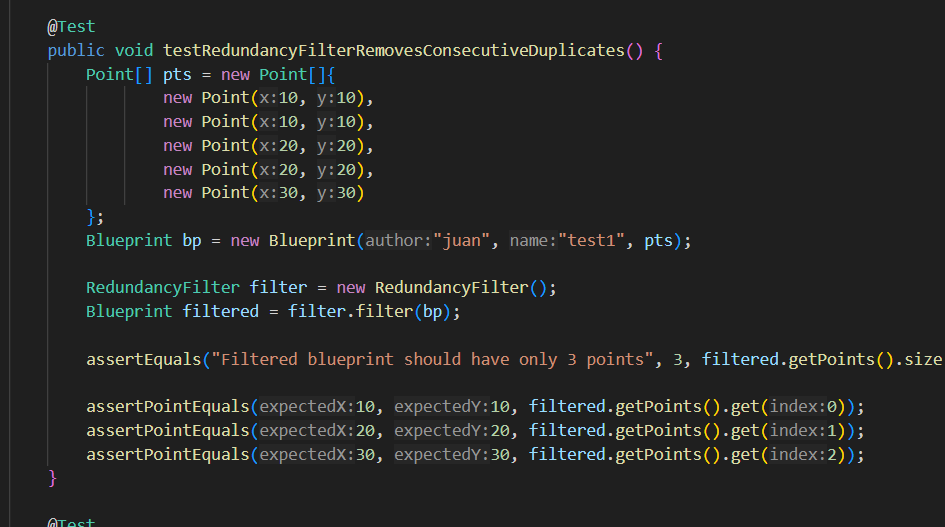 @Test
public void testRedundancyFilterRemovesConsecutiveDuplicates() {
Point[] pts = new Point[]{
new Point(x:10, y:10),
new Point(x:10, y:10),
new Point(x:20, y:20),
new Point(x:20, y:20),
new Point(x:30, y:30)
};
Blueprint bp = new Blueprint(author:"juan", name:"test1", pts);
RedundancyFilter filter = new RedundancyFilter();
Blueprint filtered = filter.filter(bp);
assertEquals("Filtered blueprint should have only 3 points", 3, filtered.getPoints().size
assertPointEquals(expectedX:10, expectedY:10, filtered.getPoints().get(index:0));
assertPointEquals(expectedX:20, expectedY:20, filtered.getPoints().get(index:1));
assertPointEquals(expectedX:30, expectedY:30, filtered.getPoints().get(index:2));
}
@Test